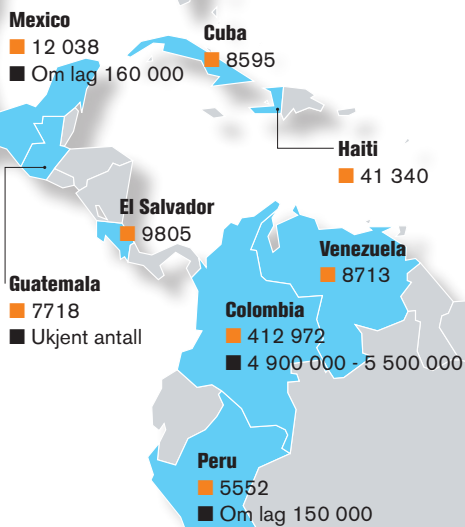 Mexico
12 038
Om lag 160 000
Cuba
8595
Haiti
41 340
El Salvador
9805
Guatemala
7718
Ukjent antall
Venezuela
8713
Colombia
412 972
4 900 000 - 5 500 000
Peru
5552
Om lag 150 000